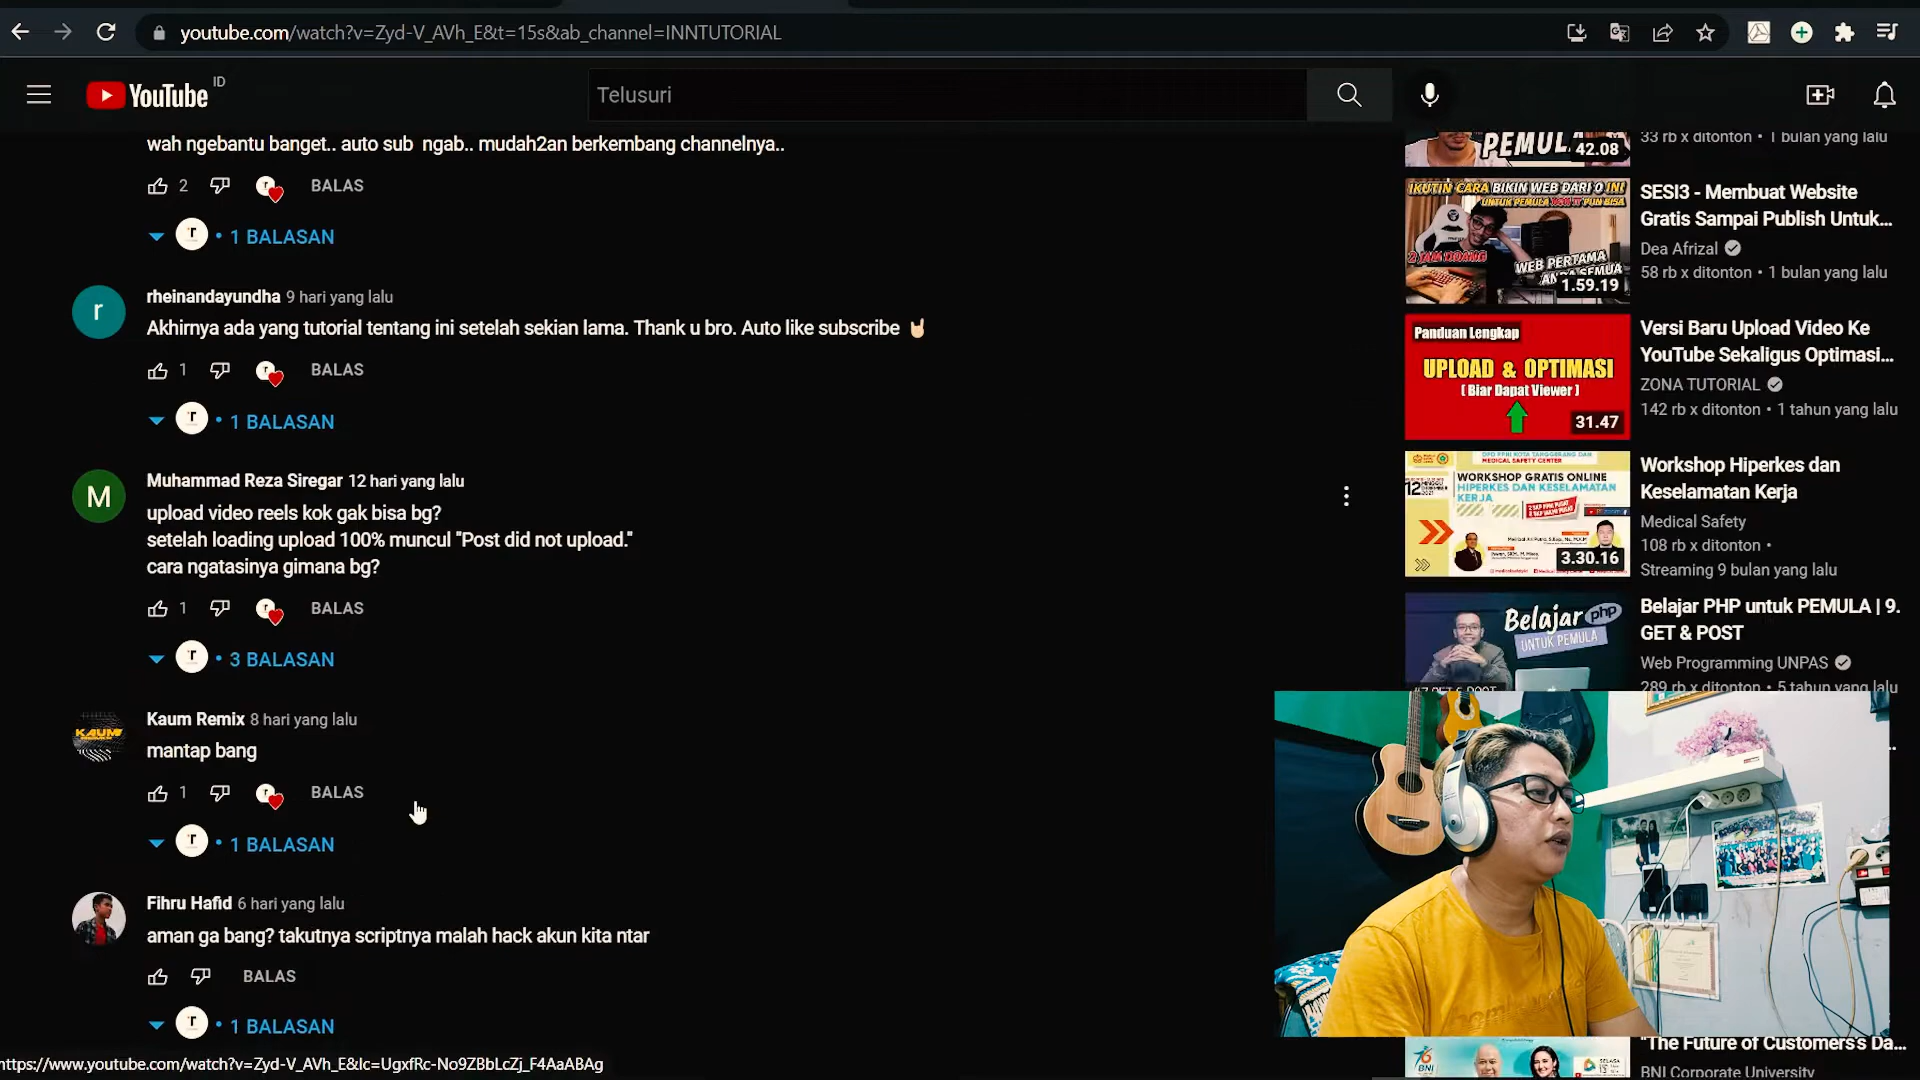 youtube.com/watch?v=Zyd-V_AVh_E&t=15s&ab_channel=INNTUTORIAL
YouTube ID
Telusuri
wah ngebantu banget.. auto sub ngab.. mudah2an berkembang channelnya..
2 BALAS
• 1 BALASAN
r
rheinandayundha 9 hari yang lalu
Akhirnya ada yang tutorial tentang ini setelah sekian lama. Thank u bro. Auto like subscribe 🤘🏻
1 BALAS
• 1 BALASAN
M
Muhammad Reza Siregar 12 hari yang lalu
upload video reels kok gak bisa bg?
setelah loading upload 100% muncul "Post did not upload."
cara ngatasinya gimana bg?
1 BALAS
• 3 BALASAN
KAUM
Kaum Remix 8 hari yang lalu
mantap bang
1 BALAS
• 1 BALASAN
Fihru Hafid 6 hari yang lalu
aman ga bang? takutnya scriptnya malah hack akun kita ntar
BALAS
• 1 BALASAN
https://www.youtube.com/watch?v=Zyd-V_AVh_E&lc=UgxfRc-No9ZBbLcZj_F4AaABAg
42.08
33 rb x ditonton • 1 bulan yang lalu
IKUTIN CARA BIKIN WEB DARI 0 INI
2 JAM KURANG
WEB PERTAMA
ANDA SEMUA
1.59.19
SESI3 - Membuat Website
Gratis Sampai Publish Untuk...
Dea Afrizal
58 rb x ditonton • 1 bulan yang lalu
Panduan Lengkap
UPLOAD & OPTIMASI
( Biar Dapat Viewer )
31.47
Versi Baru Upload Video Ke
YouTube Sekaligus Optimasi...
ZONA TUTORIAL
142 rb x ditonton • 1 tahun yang lalu
MEDICAL SAFETY CENTER
WORKSHOP GRATIS ONLINE
HIPERKES DAN KESELAMATAN
KERJA
3.30.16
Workshop Hiperkes dan
Keselamatan Kerja
Medical Safety
108 rb x ditonton •
Streaming 9 bulan yang lalu
Belajar php
UNTUK PEMULA
Belajar PHP untuk PEMULA | 9.
GET & POST
Web Programming UNPAS
289 rb x ditonton • 5 tahun yang lalu
BNI
"The Future of Customers's Da...
BNI Corporate University